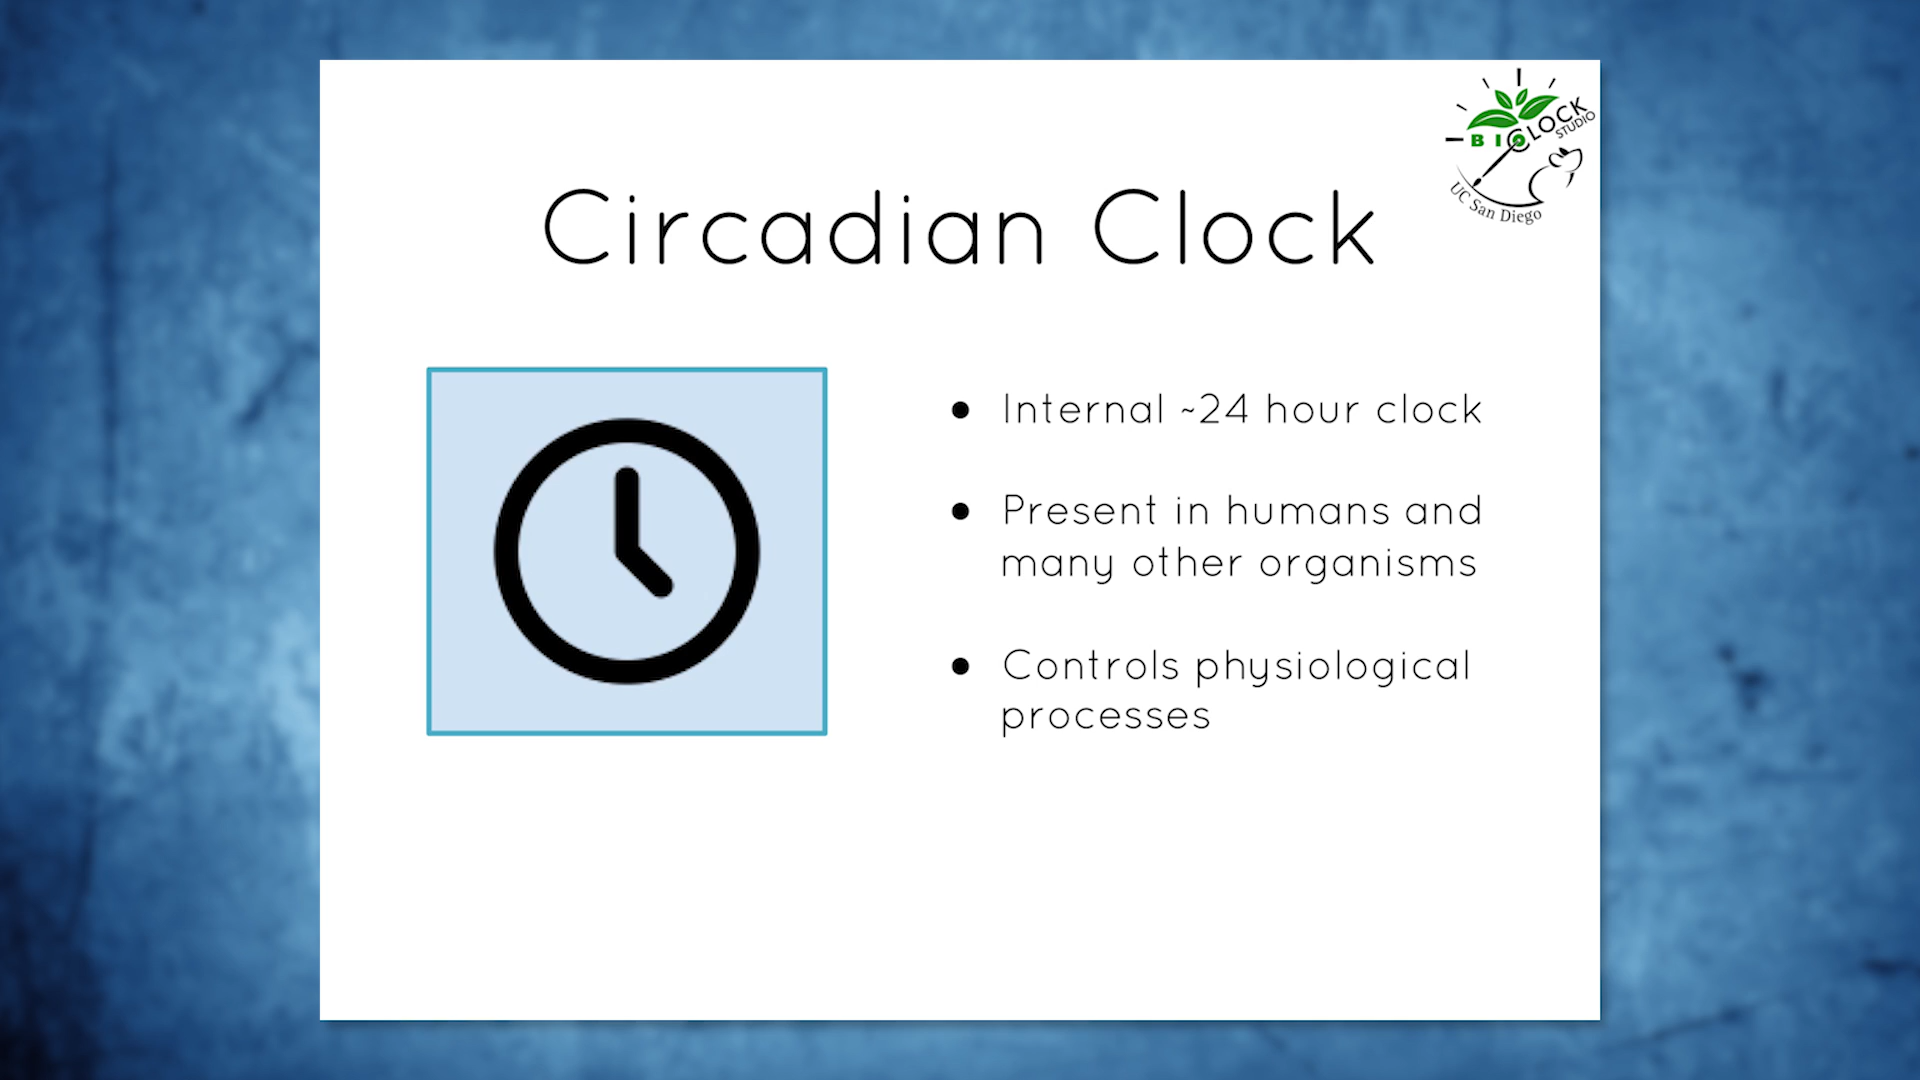 BIOCLOCK
STUDIO
UC San Diego
Circadian Clock
● Internal ~24 hour clock
● Present in humans and
many other organisms
● Controls physiological
processes